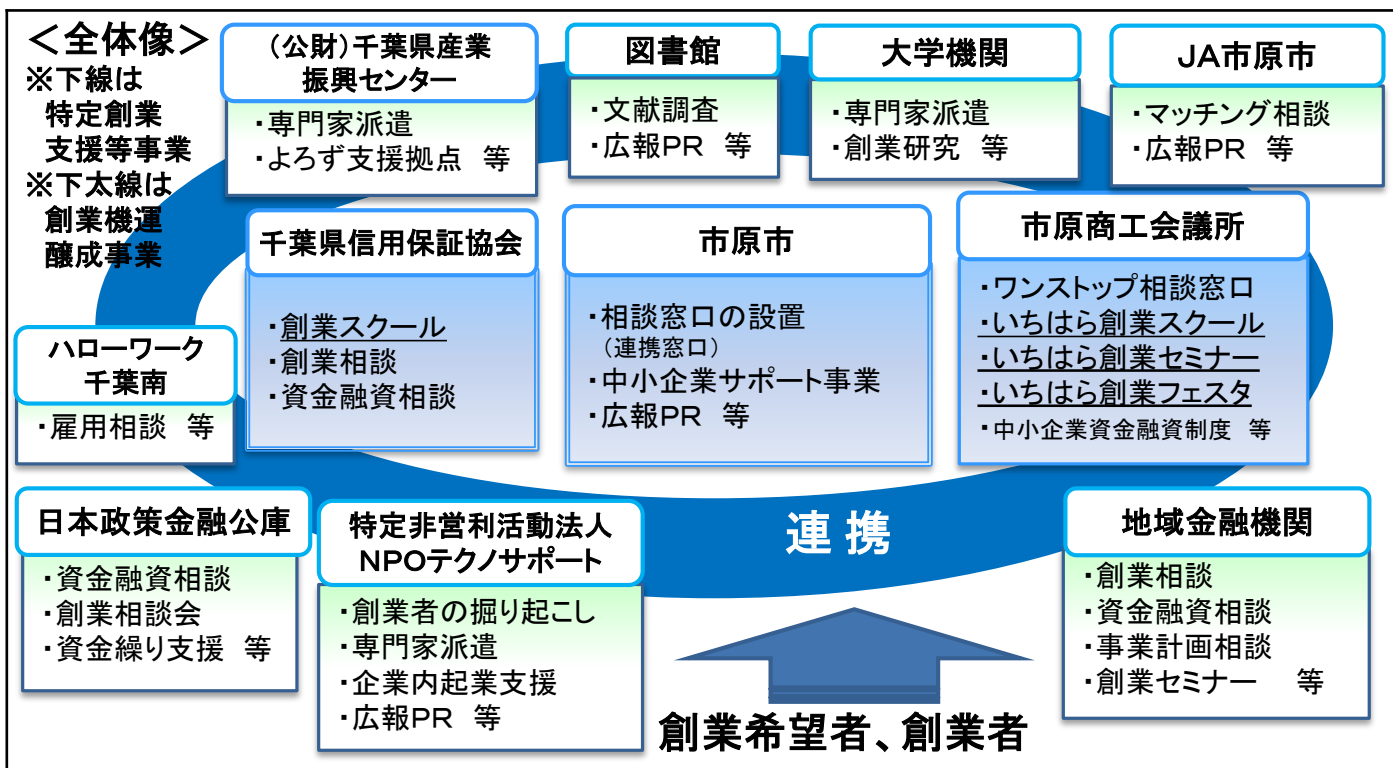 ＜全体像＞
※下線は
特定創業
支援等事業
※下太線は
創業機運
醸成事業
（公財）千葉県産業
振興センター
・専門家派遣
・よろず支援拠点　等
図書館
・文献調査
・広報PR　等
大学機関
・専門家派遣
・創業研究　等
JA市原市
・マッチング相談
・広報PR　等
千葉県信用保証協会
・創業スクール
・創業相談
・資金融資相談
市原市
・相談窓口の設置
（連携窓口）
・中小企業サポート事業
・広報PR　等
市原商工会議所
・ワンストップ相談窓口
・いちはら創業スクール
・いちはら創業セミナー
・いちはら創業フェスタ
・中小企業資金融資制度　等
ハローワーク
千葉南
・雇用相談　等
日本政策金融公庫
・資金融資相談
・創業相談会
・資金繰り支援　等
特定非営利活動法人
NPOテクノサポート
・創業者の掘り起こし
・専門家派遣
・企業内起業支援
・広報PR　等
連 携
地域金融機関
・創業相談
・資金融資相談
・事業計画相談
・創業セミナー　等
創業希望者、創業者